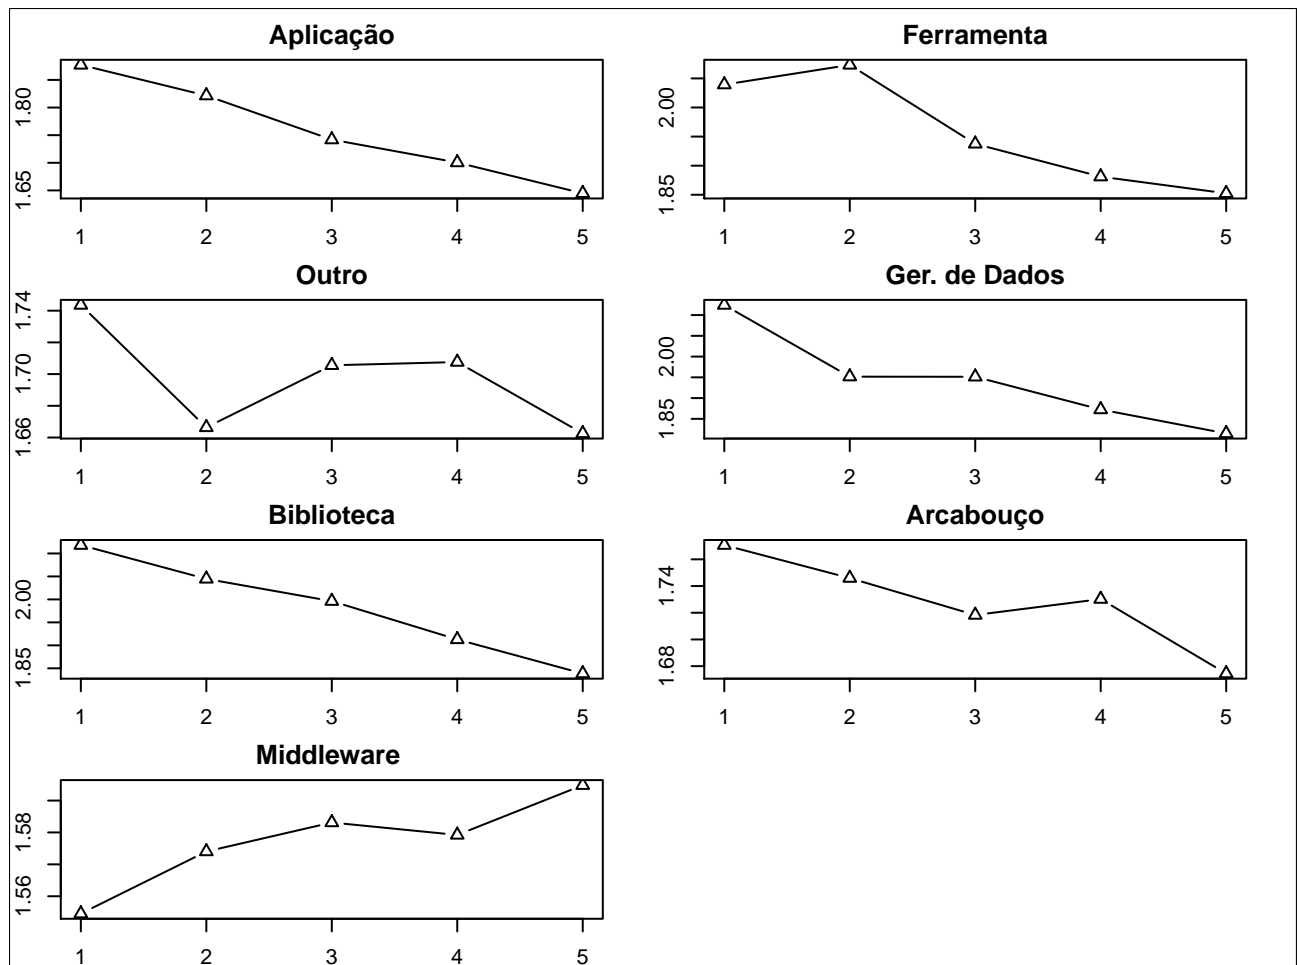 Aplicação
1.80
1.65
1 2 3 4 5
Ferramenta
2.00
1.85
1 2 3 4 5
Outro
1.74
1.70
1.66
1 2 3 4 5
Ger. de Dados
2.00
1.85
1 2 3 4 5
Biblioteca
2.00
1.85
1 2 3 4 5
Arcabouço
1.74
1.68
1 2 3 4 5
Middleware
1.58
1.56
1 2 3 4 5